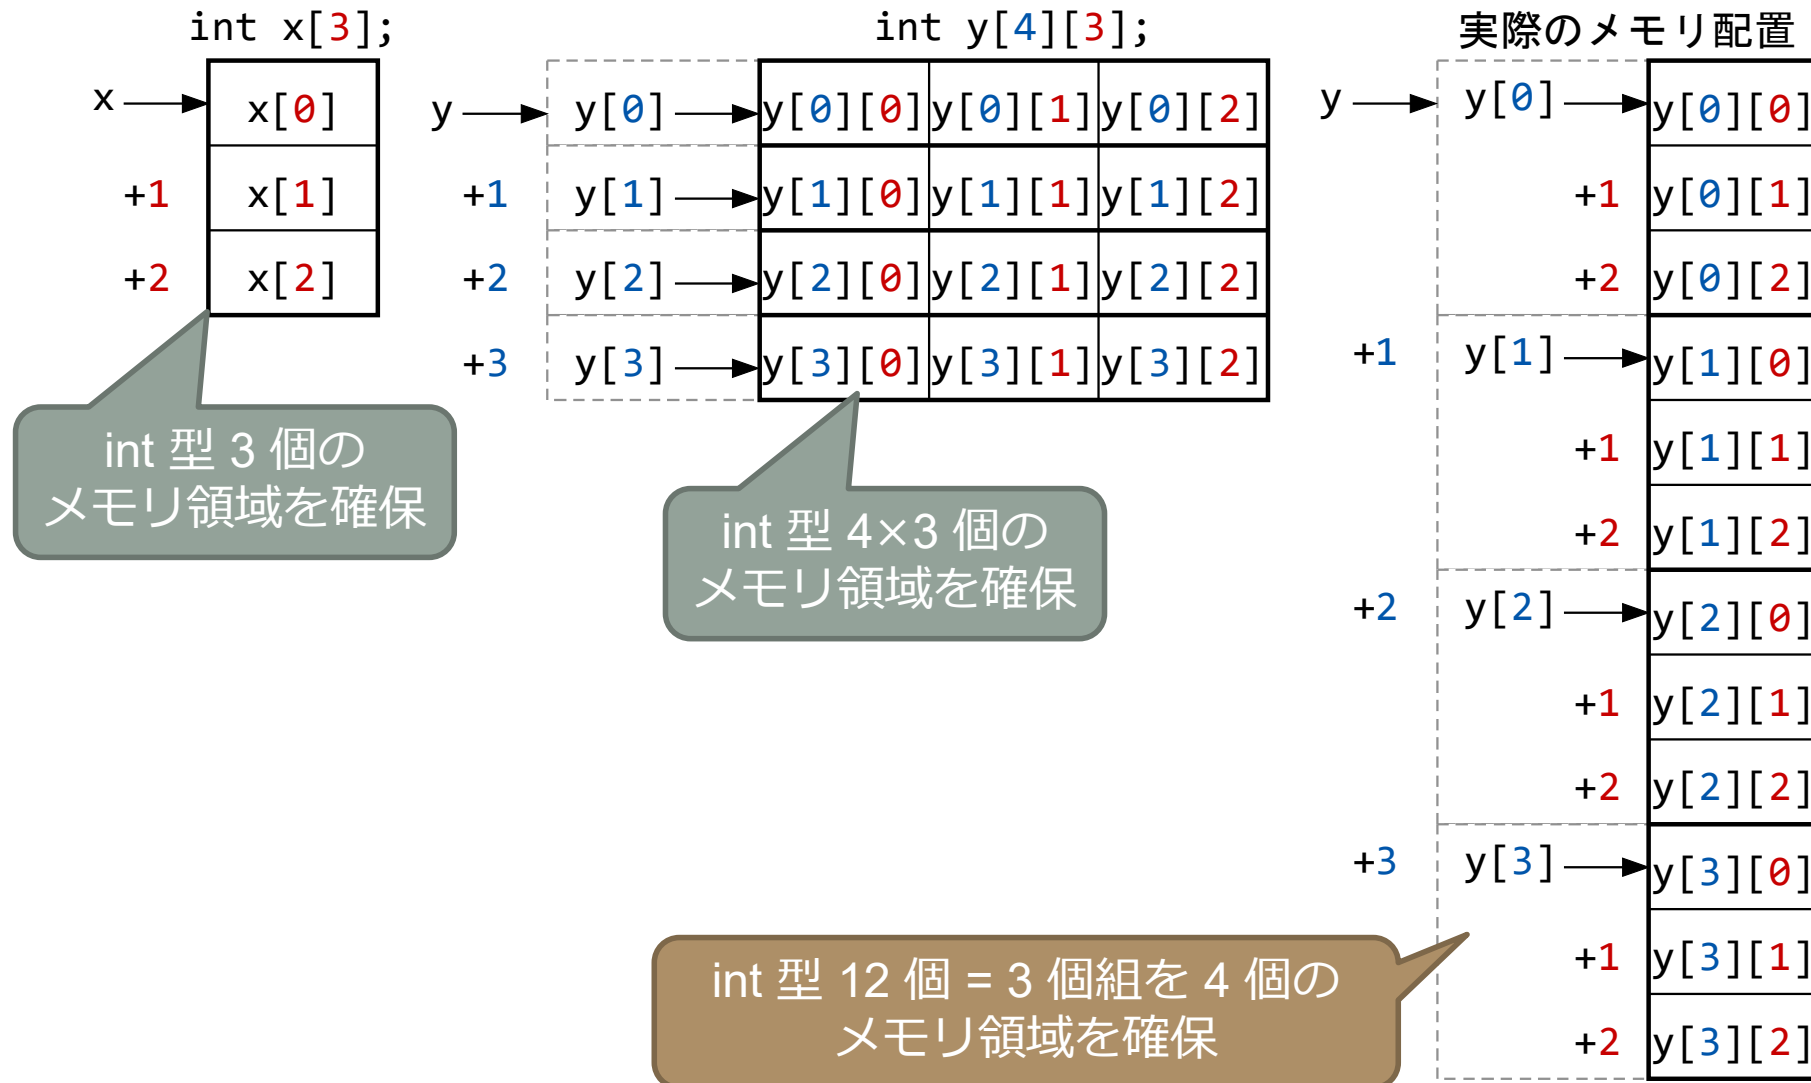 int x[3];
x
x[0]
+1
x[1]
+2
x[2]
int 型 3 個の
メモリ領域を確保
int y[4][3];
y
y[0]
y[0][0] y[0][1] y[0][2]
+1
y[1]
y[1][0] y[1][1] y[1][2]
+2
y[2]
y[2][0] y[2][1] y[2][2]
+3
y[3]
y[3][0] y[3][1] y[3][2]
int 型 4×3 個の
メモリ領域を確保
実際のメモリ配置
y
y[0]
y[0][0]
+1
y[0][1]
+2
y[0][2]
+1
y[1]
y[1][0]
+1
y[1][1]
+2
y[1][2]
+2
y[2]
y[2][0]
+1
y[2][1]
+2
y[2][2]
+3
y[3]
y[3][0]
+1
y[3][1]
+2
y[3][2]
int 型 12 個 = 3 個組を 4 個の
メモリ領域を確保